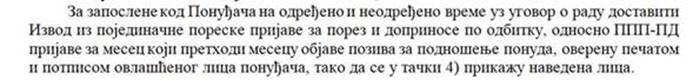 За запослене код Понуђача на одређено и неодређено време уз уговор о раду доставити
Извод из појединачне пореске пријаве за порез и доприносе по одбитку, односно ППП-ПД
пријаве за месец који претходи месецу објаве позива за подношење понуда, оверену печатом
и потписом овлашћеног лица понуђача, тако да се у тачки 4) прикажу наведена лица.